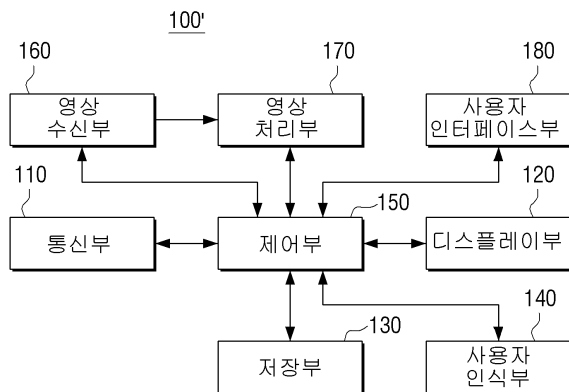 100'
160
170
180
영상
수신부
영상
처리부
사용자
인터페이스부
110
150
120
통신부
제어부
디스플레이부
130
140
저장부
사용자
인식부